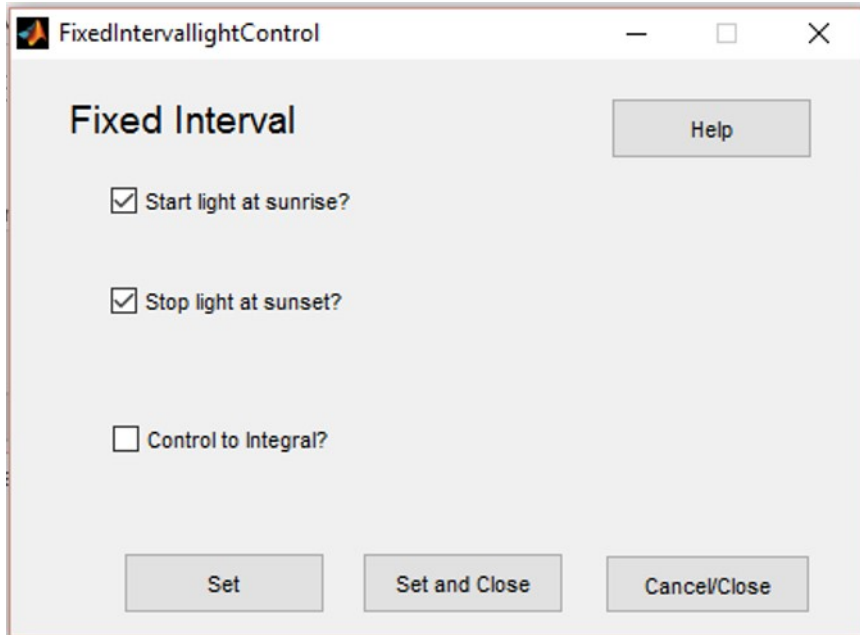 FixedIntervallightControl
Fixed Interval
Help
Start light at sunrise?
Stop light at sunset?
Control to Integral?
Set
Set and Close
Cancel/Close